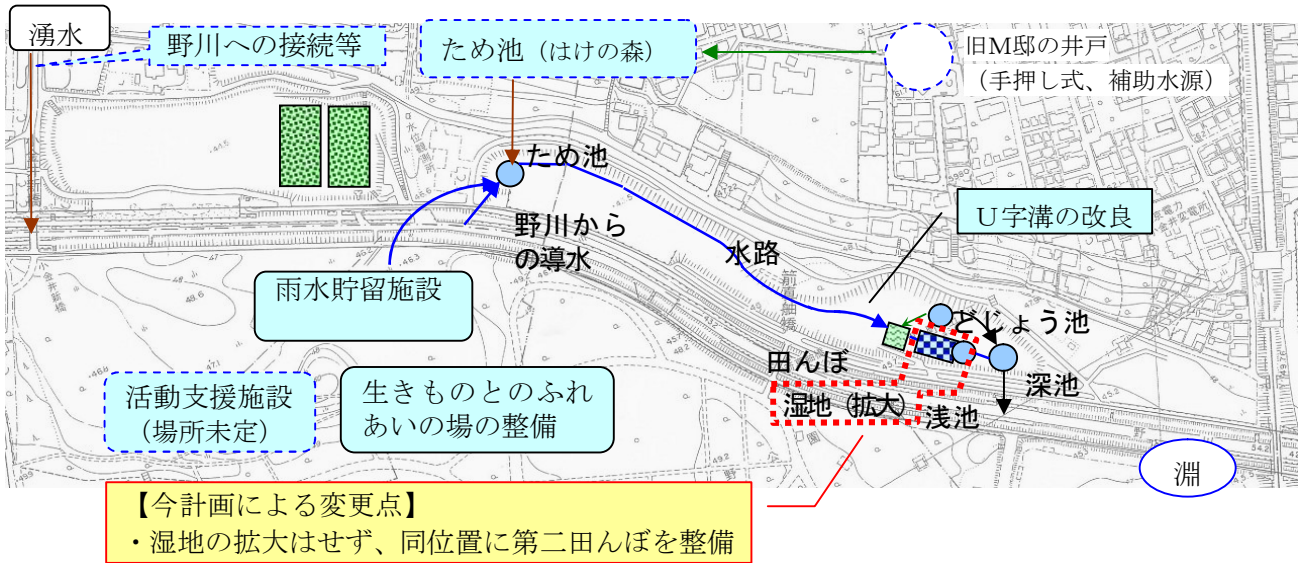 湧水
野川への接続等
ため池（はけの森）
旧M邸の井戸
（手押し式、補助水源）
ため池
U字溝の改良
野川から
の導水
水路
雨水貯留施設
どじょう池
田んぼ
深池
活動支援施設
（場所未定）
生きものとのふれ
あいの場の整備
湿地（拡大）
浅池
淵
【今計画による変更点】
・湿地の拡大はせず、同位置に第二田んぼを整備